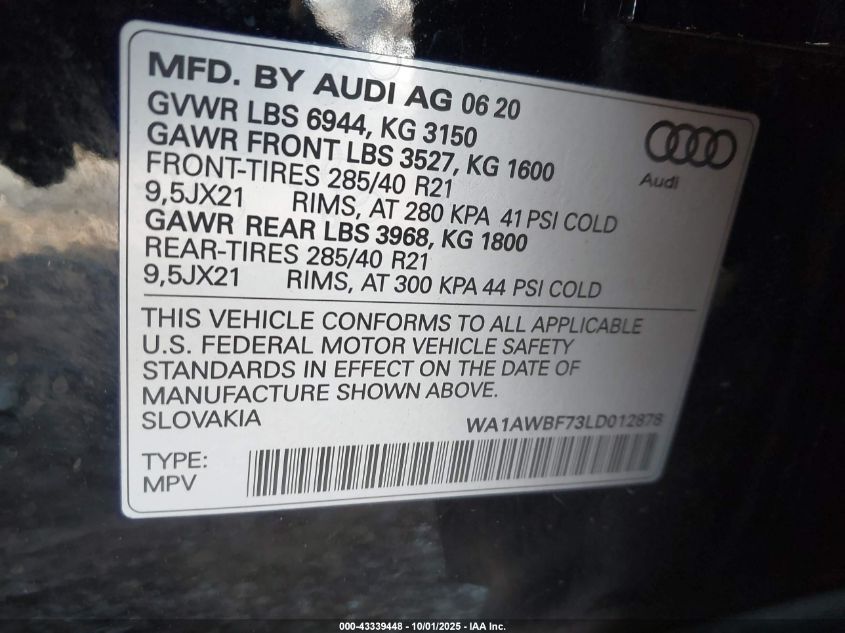 MFD. BY AUDI AG 06 20
GVWR LBS 6944, KG 3150
GAWR FRONT LBS 3527, KG 1600
FRONT-TIRES 285/40 R21
9,5JX21 RIMS, AT 280 KPA 41 PSI COLD
GAWR REAR LBS 3968, KG 1800
REAR-TIRES 285/40 R21
9,5JX21 RIMS, AT 300 KPA 44 PSI COLD
Audi
THIS VEHICLE CONFORMS TO ALL APPLICABLE
U.S. FEDERAL MOTOR VEHICLE SAFETY
STANDARDS IN EFFECT ON THE DATE OF
MANUFACTURE SHOWN ABOVE.
SLOVAKIA WA1AWBF73LD012878
TYPE:
MPV
000-43339448 - 10/01/2025 - IAA Inc.